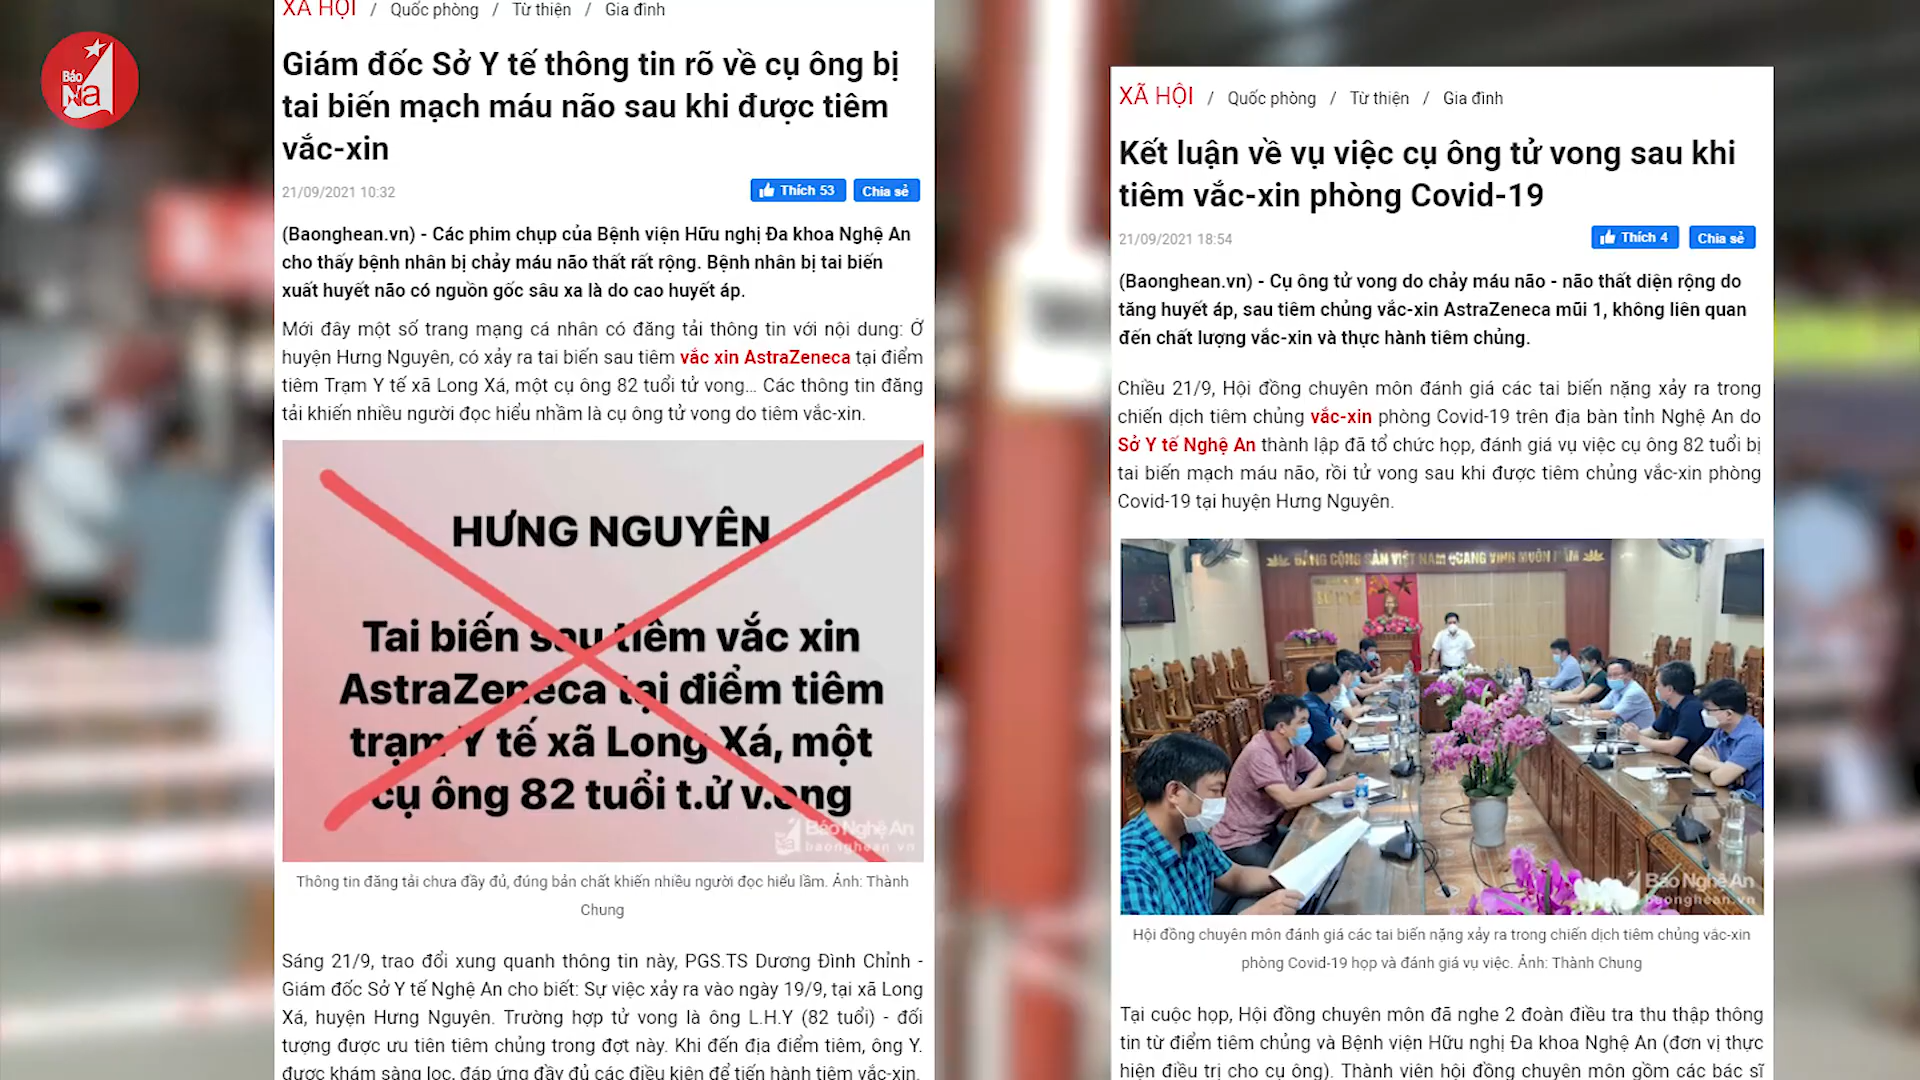 Báo
Na
XÃ HỘI / Quốc phòng / Từ thiện / Gia đình
Giám đốc Sở Y tế thông tin rõ về cụ ông bị
tai biến mạch máu não sau khi được tiêm
vắc-xin
21/09/2021 10:32
Thích 53
Chia sẻ
(Baonghean.vn) - Các phim chụp của Bệnh viện Hữu nghị Đa khoa Nghệ An
cho thấy bệnh nhân bị chảy máu não thất rất rộng. Bệnh nhân bị tai biến
xuất huyết não có nguồn gốc sâu xa là do cao huyết áp.
Mới đây một số trang mạng cá nhân có đăng tải thông tin với nội dung: Ở
huyện Hưng Nguyên, có xảy ra tai biến sau tiêm vắc xin AstraZeneca tại điểm
tiêm Trạm Y tế xã Long Xá, một cụ ông 82 tuổi tử vong... Các thông tin đăng
tải khiến nhiều người đọc hiểu nhầm là cụ ông tử vong do tiêm vắc-xin.
HƯNG NGUYÊN
Tai biến sau tiêm vắc xin
AstraZeneca tại điểm tiêm
trạm Y tế xã Long Xá, một
cụ ông 82 tuổi t.ử v.ong
Báo Nghệ An
baonghean.vn
Thông tin đăng tải chưa đầy đủ, đúng bản chất khiến nhiều người đọc hiểu lầm. Ảnh: Thành
Chung
Sáng 21/9, trao đổi xung quanh thông tin này, PGS.TS Dương Đình Chỉnh -
Giám đốc Sở Y tế Nghệ An cho biết: Sự việc xảy ra vào ngày 19/9, tại xã Long
Xá, huyện Hưng Nguyên. Trường hợp tử vong là ông L.H.Y (82 tuổi) - đối
tượng được ưu tiên tiêm chủng trong đợt này. Khi đến địa điểm tiêm, ông Y.
được khám sàng lọc, đáp ứng đầy đủ các điều kiện để tiến hành tiêm vắc-xin.
XÃ HỘI / Quốc phòng / Từ thiện / Gia đình
Kết luận về vụ việc cụ ông tử vong sau khi
tiêm vắc-xin phòng Covid-19
21/09/2021 18:54
Thích 4
Chia sẻ
(Baonghean.vn) - Cụ ông tử vong do chảy máu não - não thất diện rộng do
tăng huyết áp, sau tiêm chủng vắc-xin AstraZeneca mũi 1, không liên quan
đến chất lượng vắc-xin và thực hành tiêm chủng.
Chiều 21/9, Hội đồng chuyên môn đánh giá các tai biến nặng xảy ra trong
chiến dịch tiêm chủng vắc-xin phòng Covid-19 trên địa bàn tỉnh Nghệ An do
Sở Y tế Nghệ An thành lập đã tổ chức họp, đánh giá vụ việc cụ ông 82 tuổi bị
tai biến mạch máu não, rồi tử vong sau khi được tiêm chủng vắc-xin phòng
Covid-19 tại huyện Hưng Nguyên.
ĐẢNG CỘNG SẢN VIỆT NAM QUANG VINH MUÔN NĂM
SỞ Y TẾ
Báo Nghệ An
baonghean.vn
Hội đồng chuyên môn đánh giá các tai biến nặng xảy ra trong chiến dịch tiêm chủng vác-xin
phòng Covid-19 họp và đánh giá vụ việc. Ảnh: Thành Chung
Tại cuộc họp, Hội đồng chuyên môn đã nghe 2 đoàn điều tra thu thập thông
tin từ điểm tiêm chủng và Bệnh viện Hữu nghị Đa khoa Nghệ An (đơn vị thực
hiện điều trị cho cụ ông). Thành viên hội đồng chuyên môn gồm các bác sĩ